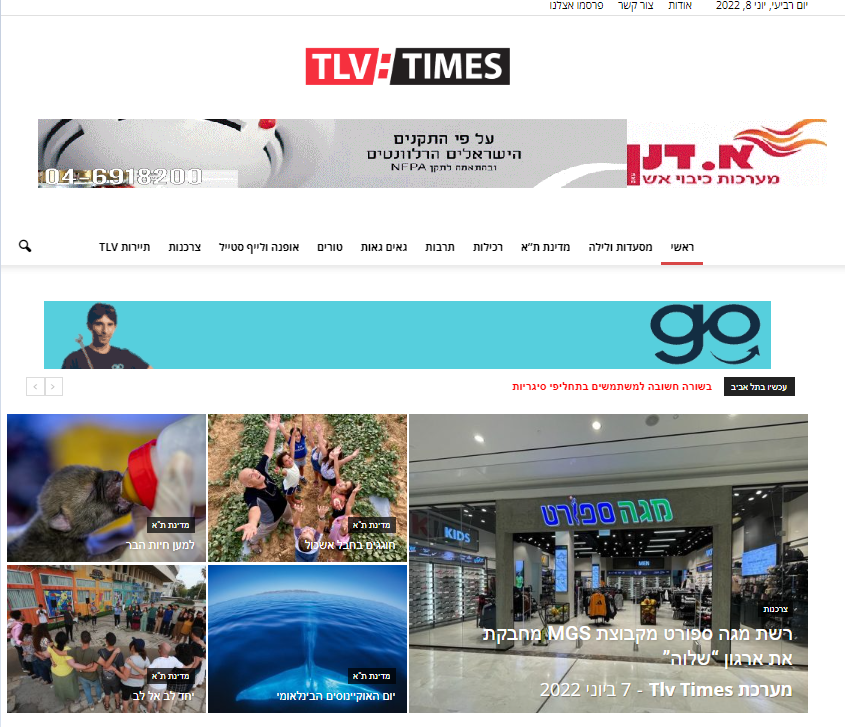 יום רביעי, יוני 8, 2022
אודות
צור קשר
פרסמו אצלנו
TLV:TIMES
על פי התקנים
הישראלים הרלוונטים
ובהתאמה לתקן NFPA
04-6918200
א.דנן
מערכות כיבוי אש
ראשי
מסעדות ולילה
מדינת ת"א
רכילות
תרבות
גאים גאות
טורים
אופנה ולייף סטייל
צרכנות
תיירות TLV
go
עכשיו בתל אביב
בשורה חשובה למשתמשים בתחליפי סיגריות
מגה ספורט
KIDS
MEN
צרכנות
רשת מגה ספורט מקבוצת MGS מחבקת
את ארגון "שלוה"
מערכת Tlv Times - 7 ביוני 2022
מדינת ת"א
חוגגים בחבל אשכול
מדינת ת"א
למען חיות הבר
מדינת ת"א
יום האוקיינוסים הבינלאומי
מדינת ת"א
יחד לב אל לב